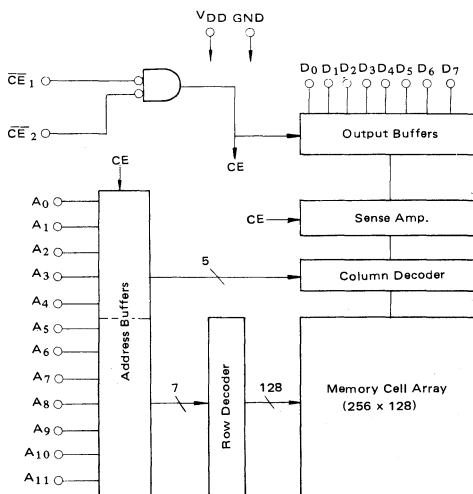 VDD GND
D0 D1 D2 D3 D4 D5 D6 D7
CE1
CE2
Output Buffers
CE
CE
A0
A1
A2
A3
A4
A5
A6
A7
A8
A9
A10
A11
Address Buffers
CE
Sense Amp.
5
Column Decoder
7
Row Decoder
128
Memory Cell Array
(256 x 128)